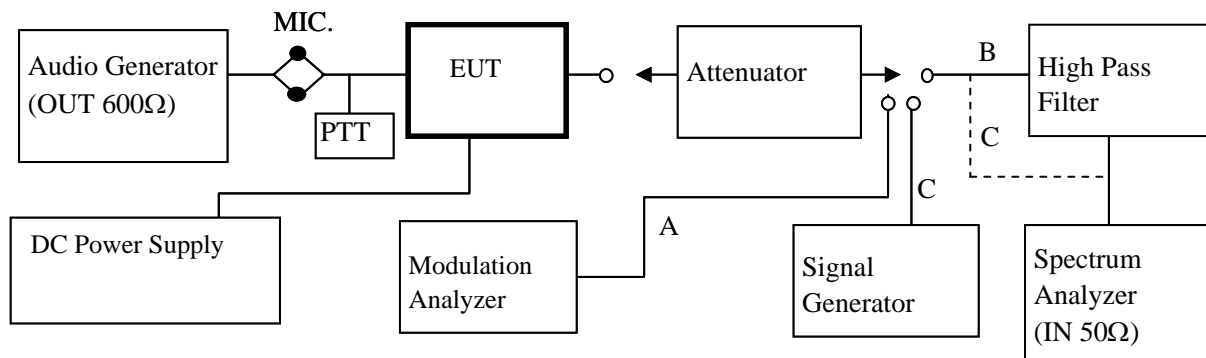 MIC.
Audio Generator
(OUT 600Ω)
PTT
EUT
Attenuator
B
High Pass
Filter
C
DC Power Supply
A
Modulation
Analyzer
C
Signal
Generator
Spectrum
Analyzer
(IN 50Ω)